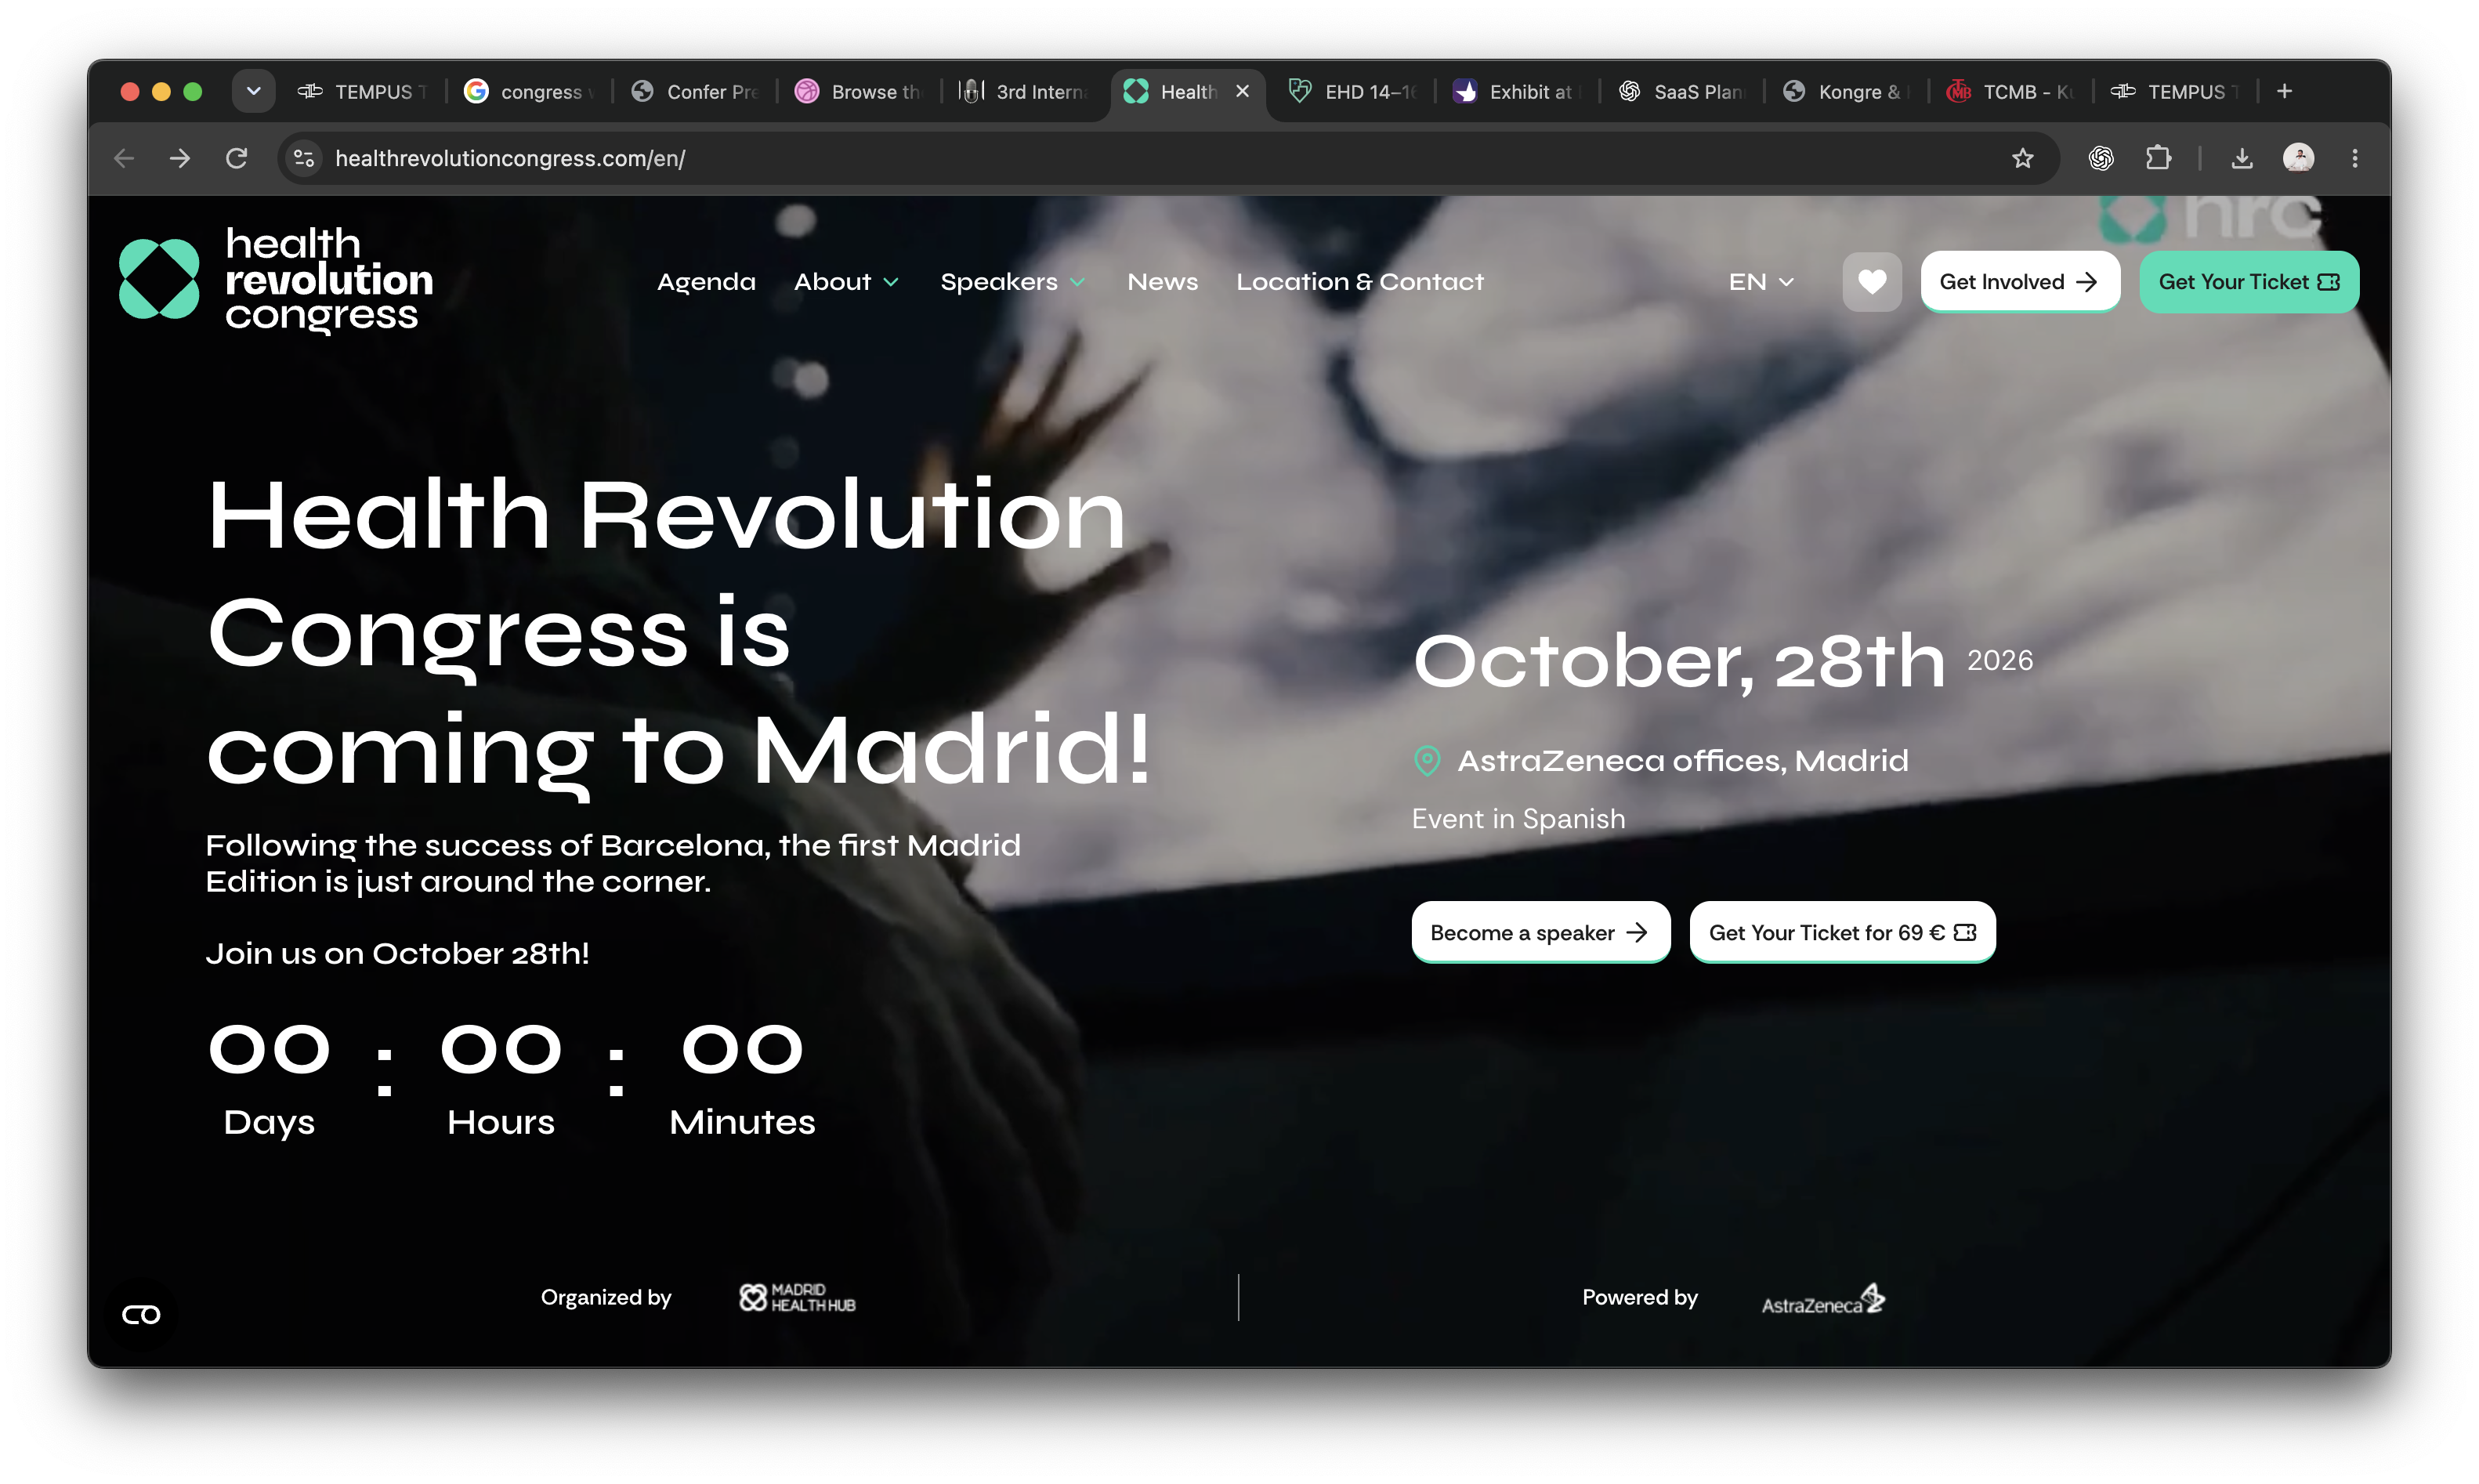 TEMPUS T
congress
Confer Pre
Browse th
3rd Intern
Health
EHD 14–16
Exhibit at
SaaS Plan
Kongre &
TCMB - Ku
TEMPUS T
healthrevolutioncongress.com/en/
hrc
health
revolution
congress
Agenda
About
Speakers
News
Location & Contact
EN
Get Involved
Get Your Ticket
Health Revolution
Congress is
coming to Madrid!
Following the success of Barcelona, the first Madrid
Edition is just around the corner.
Join us on October 28th!
00 : 00 : 00
Days Hours Minutes
October, 28th 2026
AstraZeneca offices, Madrid
Event in Spanish
Become a speaker
Get Your Ticket for 69 €
Organized by
MADRID
HEALTH HUB
Powered by
AstraZeneca